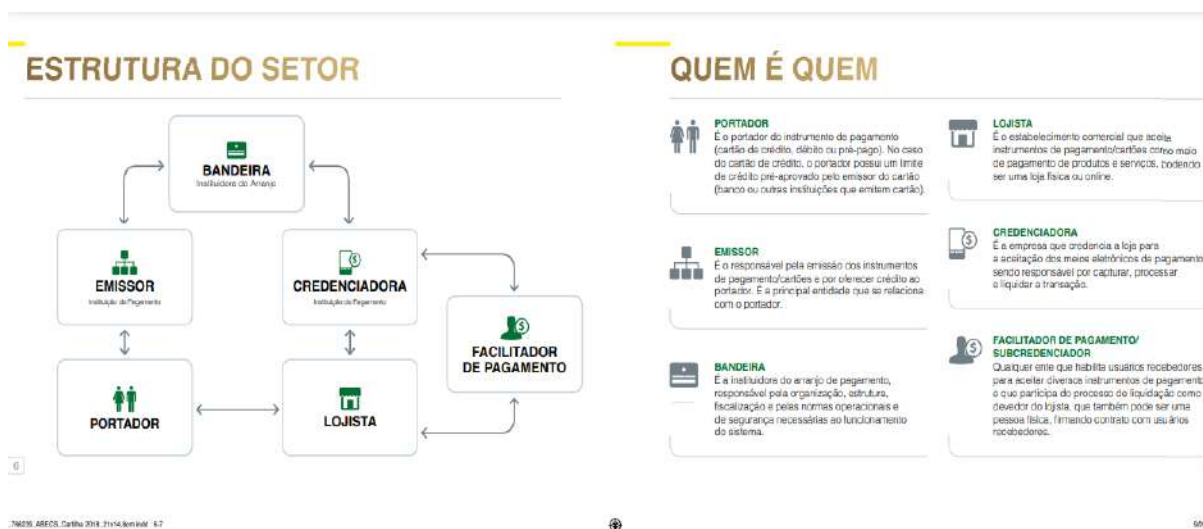 ESTRUTURA DO SETOR
BANDEIRA
Instituidora do Arranjo
EMISSOR
Instituição de Pagamento
CREDENCIADORA
Instituição de Pagamento
FACILITADOR
DE PAGAMENTO
PORTADOR
LOJISTA
6
QUEM É QUEM
PORTADOR
É o portador do instrumento de pagamento
(cartão de crédito, débito ou pré-pago). No caso
do cartão de crédito, o portador possui um limite
de crédito pré-aprovado pelo emissor do cartão
(banco ou outras instituições que emitem cartão).
EMISSOR
É o responsável pela emissão dos instrumentos
de pagamento/cartões e por oferecer crédito ao
portador. É a principal entidade que se relaciona
com o portador.
BANDEIRA
É a instituidora do arranjo de pagamento,
responsável pela organização, estrutura,
fiscalização e pelas normas operacionais e
de segurança necessárias ao funcionamento
do sistema.
LOJISTA
É o estabelecimento comercial que aceita
instrumentos de pagamento/cartões como meio
de pagamento de produtos e serviços, podendo
ser uma loja física ou online.
CREDENCIADORA
É a empresa que credencia a loja para
a aceitação dos meios eletrônicos de pagamento
sendo responsável por capturar, processar
e liquidar a transação.
FACILITADOR DE PAGAMENTO/
SUBCREDENCIADOR
Qualquer ente que habilita usuários recebedores
para aceitar diversos instrumentos de pagamento
e que participa do processo de liquidação como
devedor do lojista, que também pode ser uma
pessoa física, firmando contrato com usuários
recebedores.